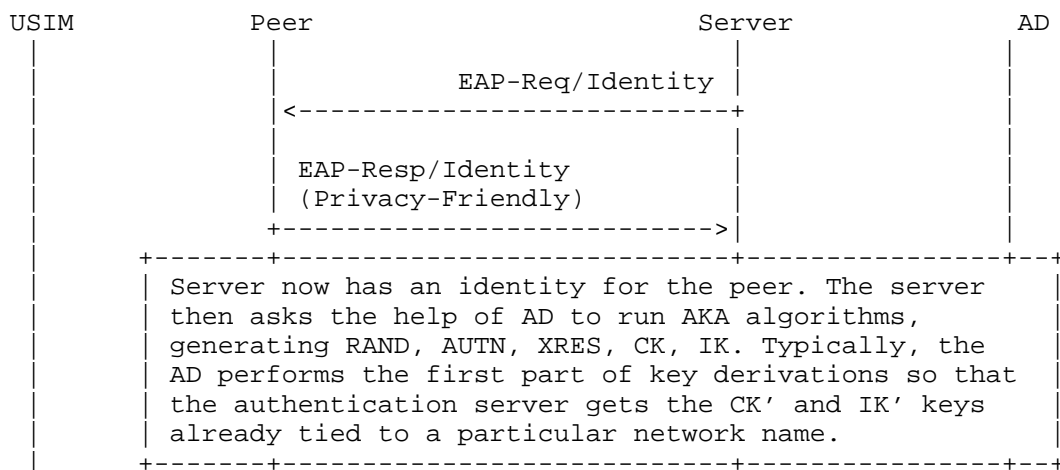 USIM Peer Server AD
EAP-Req/Identity
EAP-Resp/Identity
(Privacy-Friendly)
Server now has an identity for the peer. The server
then asks the help of AD to run AKA algorithms,
generating RAND, AUTN, XRES, CK, IK. Typically, the
AD performs the first part of key derivations so that
the authentication server gets the CK' and IK' keys
already tied to a particular network name.